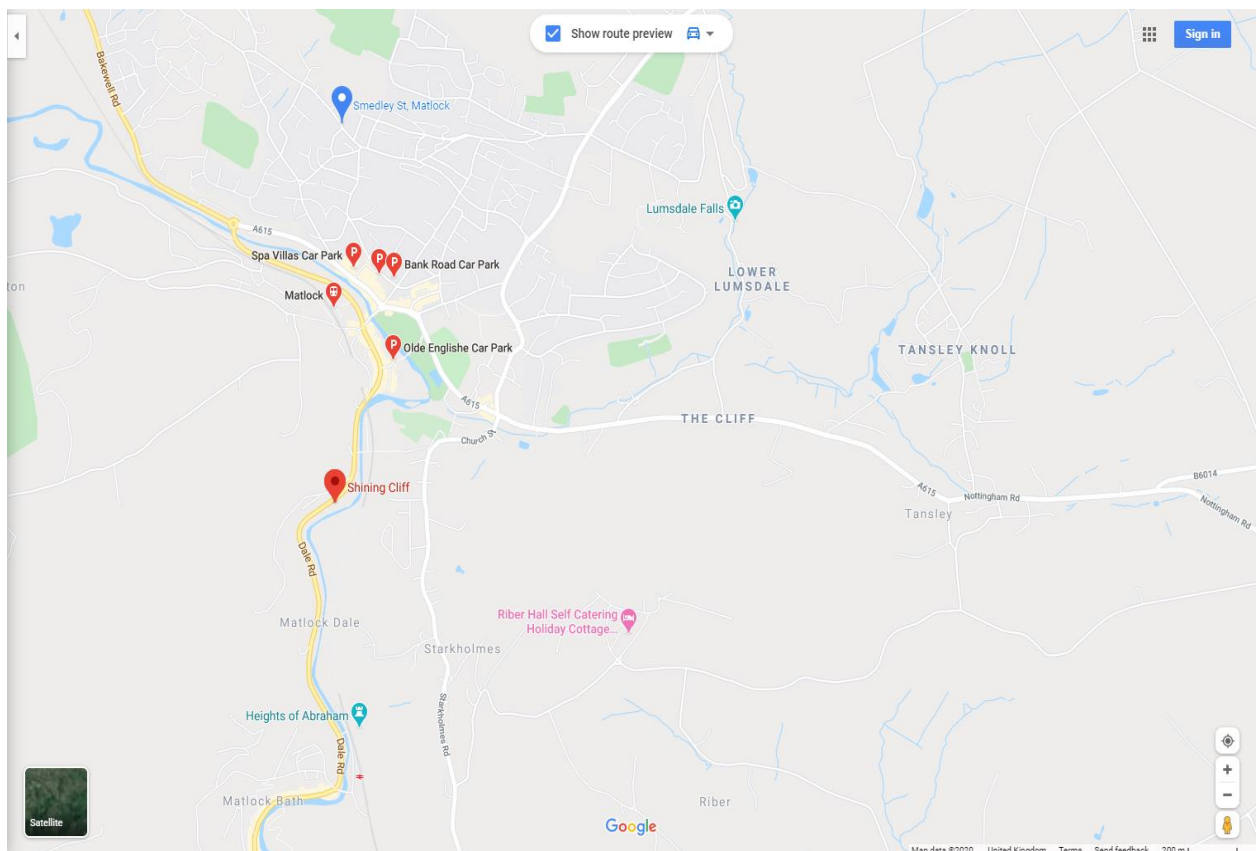 Show route preview
Sign in
Bakewell Rd
Smedley St, Matlock
Lumsdale Falls
A615
Spa Villas Car Park
P
P
P
Bank Road Car Park
LOWER
LUMSDALE
Matlock
Olde Englishe Car Park
P
TANSLEY KNOLL
A615
THE CLIFF
Church St
B6014
Shining Cliff
A615
Nottingham Rd
Nottingham Rd
Tansley
Dale Rd
Riber Hall Self Catering
Holiday Cottage...
Matlock Dale
Starkholmes
Heights of Abraham
Starkholmes Rd
Dale Rd
Matlock Bath
Riber
Satellite
Google
Map data ©2020 United Kingdom Terms Send feedback 200 m